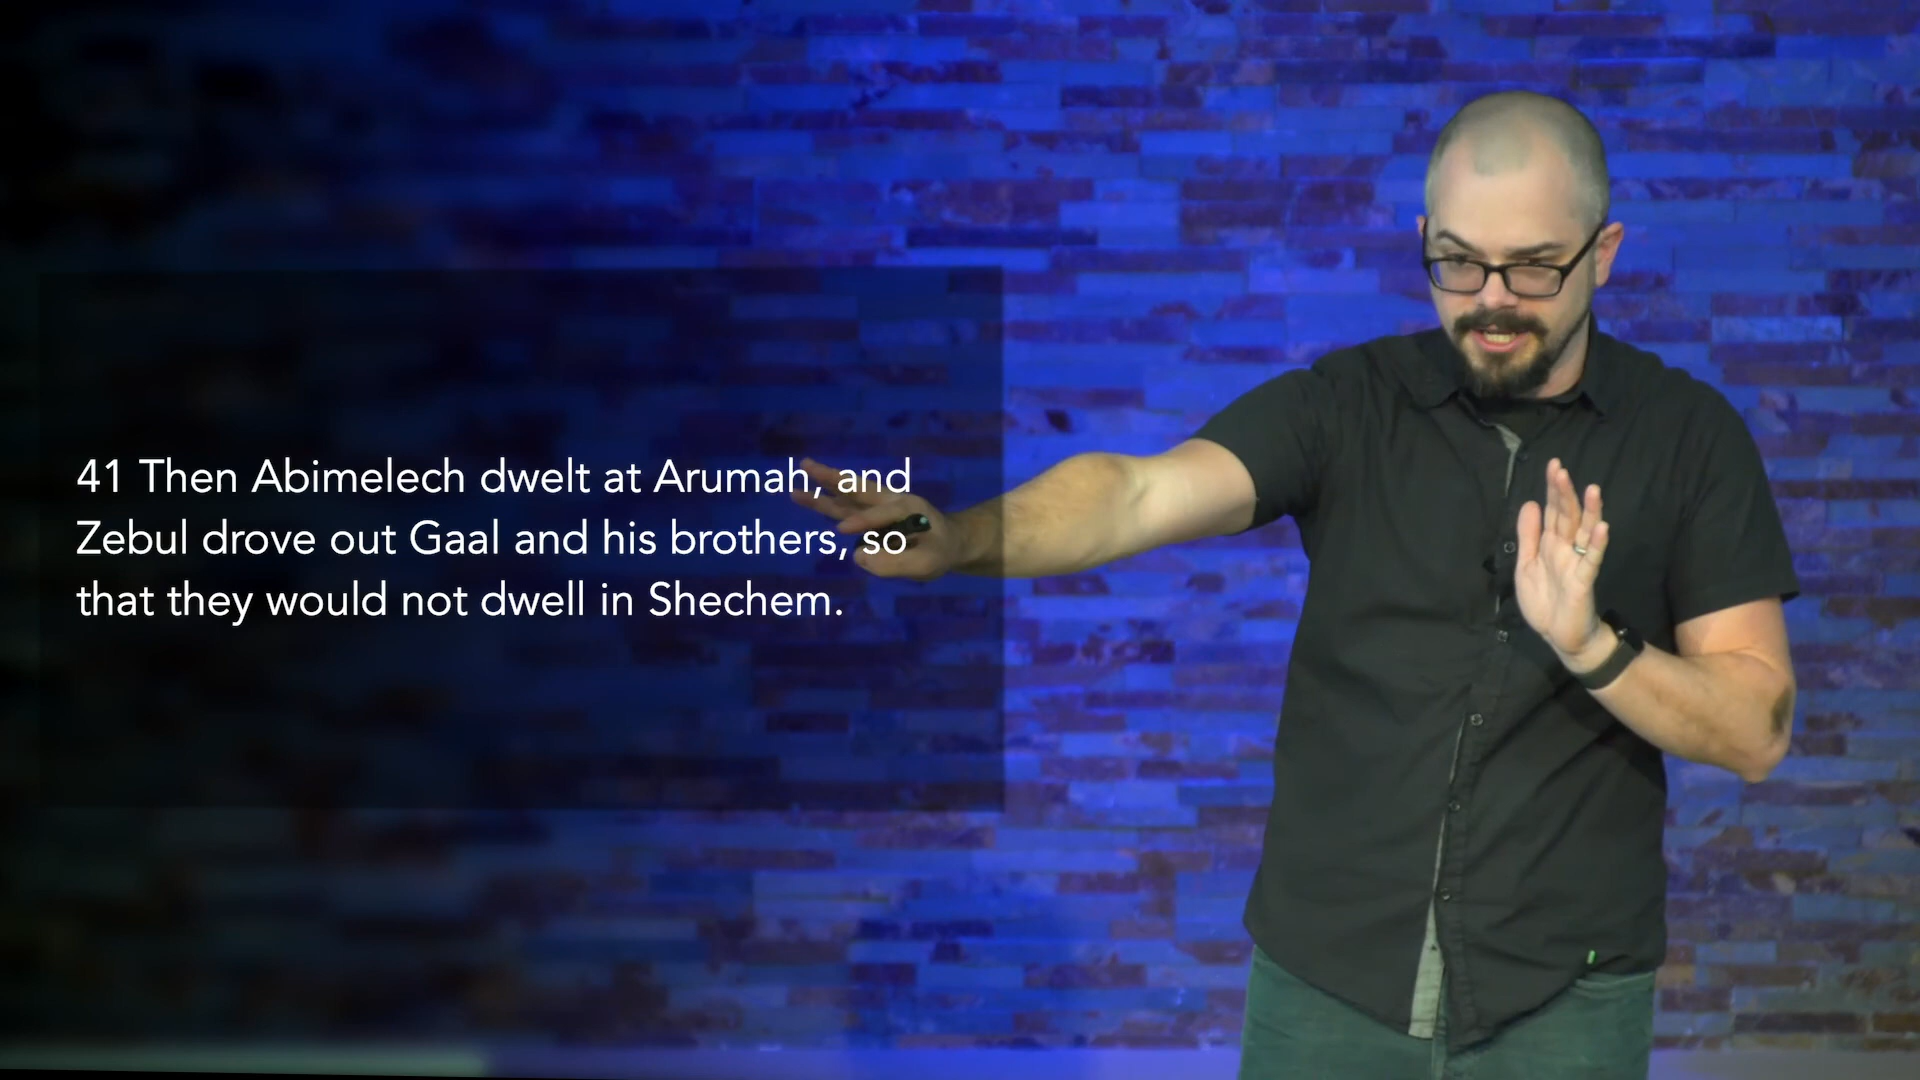 41 Then Abimelech dwelt at Arumah, and
Zebul drove out Gaal and his brothers, so
that they would not dwell in Shechem.